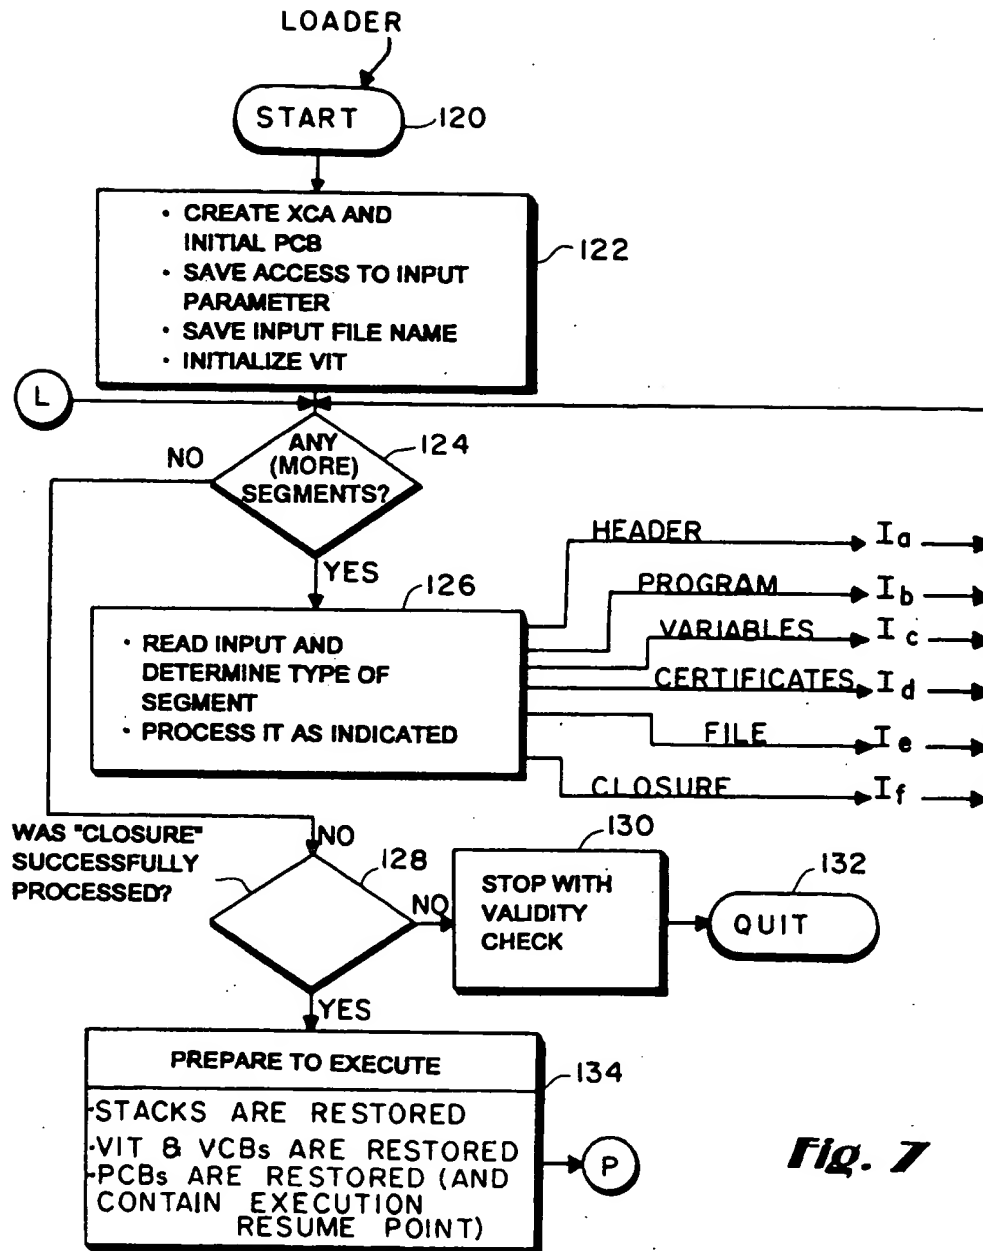 LOADER
START
120
• CREATE XCA AND
INITIAL PCB
• SAVE ACCESS TO INPUT
PARAMETER
• SAVE INPUT FILE NAME
• INITIALIZE VIT
122
L
NO
ANY
(MORE)
SEGMENTS?
124
YES
126
• READ INPUT AND
DETERMINE TYPE OF
SEGMENT
• PROCESS IT AS INDICATED
HEADER Ia
PROGRAM Ib
VARIABLES Ic
CERTIFICATES Id
FILE Ie
CLOSURE If
WAS "CLOSURE"
SUCCESSFULLY
PROCESSED?
NO
128
NO
130
STOP WITH
VALIDITY
CHECK
132
QUIT
YES
PREPARE TO EXECUTE
134
·STACKS ARE RESTORED
·VIT & VCBs ARE RESTORED
·PCBs ARE RESTORED (AND
CONTAIN EXECUTION
RESUME POINT)
P
Fig. 7